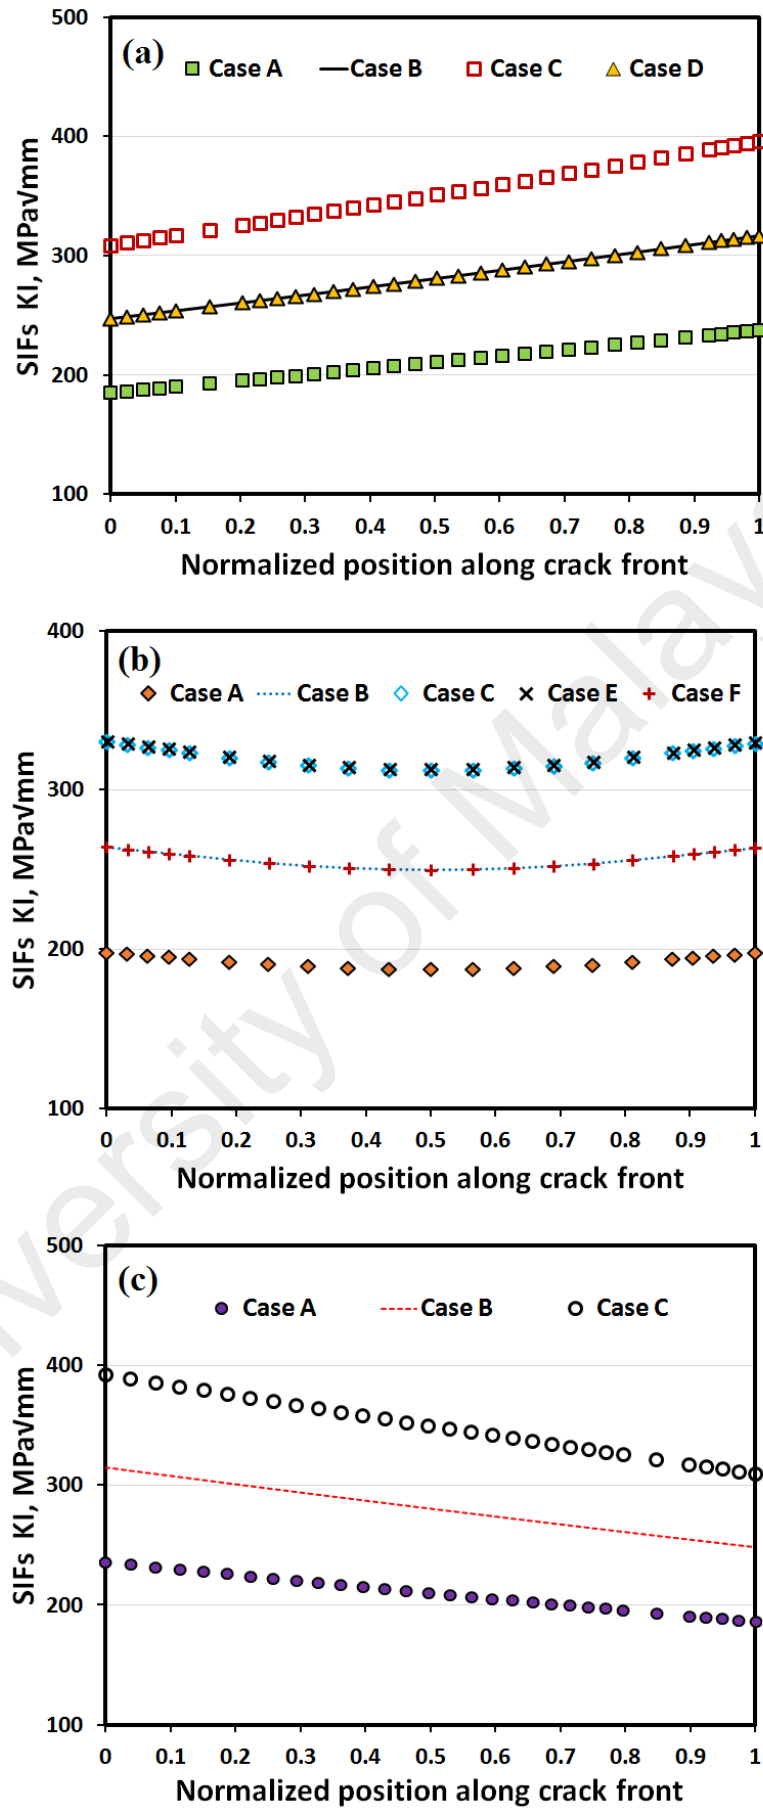 500
(a)
Case A Case B Case C Case D
400
300
200
100
SIFs KI, MPa√mm
0 0.1 0.2 0.3 0.4 0.5 0.6 0.7 0.8 0.9 1
Normalized position along crack front
400
(b)
Case A Case B Case C Case E Case F
300
200
100
SIFs KI, MPa√mm
0 0.1 0.2 0.3 0.4 0.5 0.6 0.7 0.8 0.9 1
Normalized position along crack front
500
(c)
Case A Case B Case C
400
300
200
100
SIFs KI, MPa√mm
0 0.1 0.2 0.3 0.4 0.5 0.6 0.7 0.8 0.9 1
Normalized position along crack front
versity of Malay